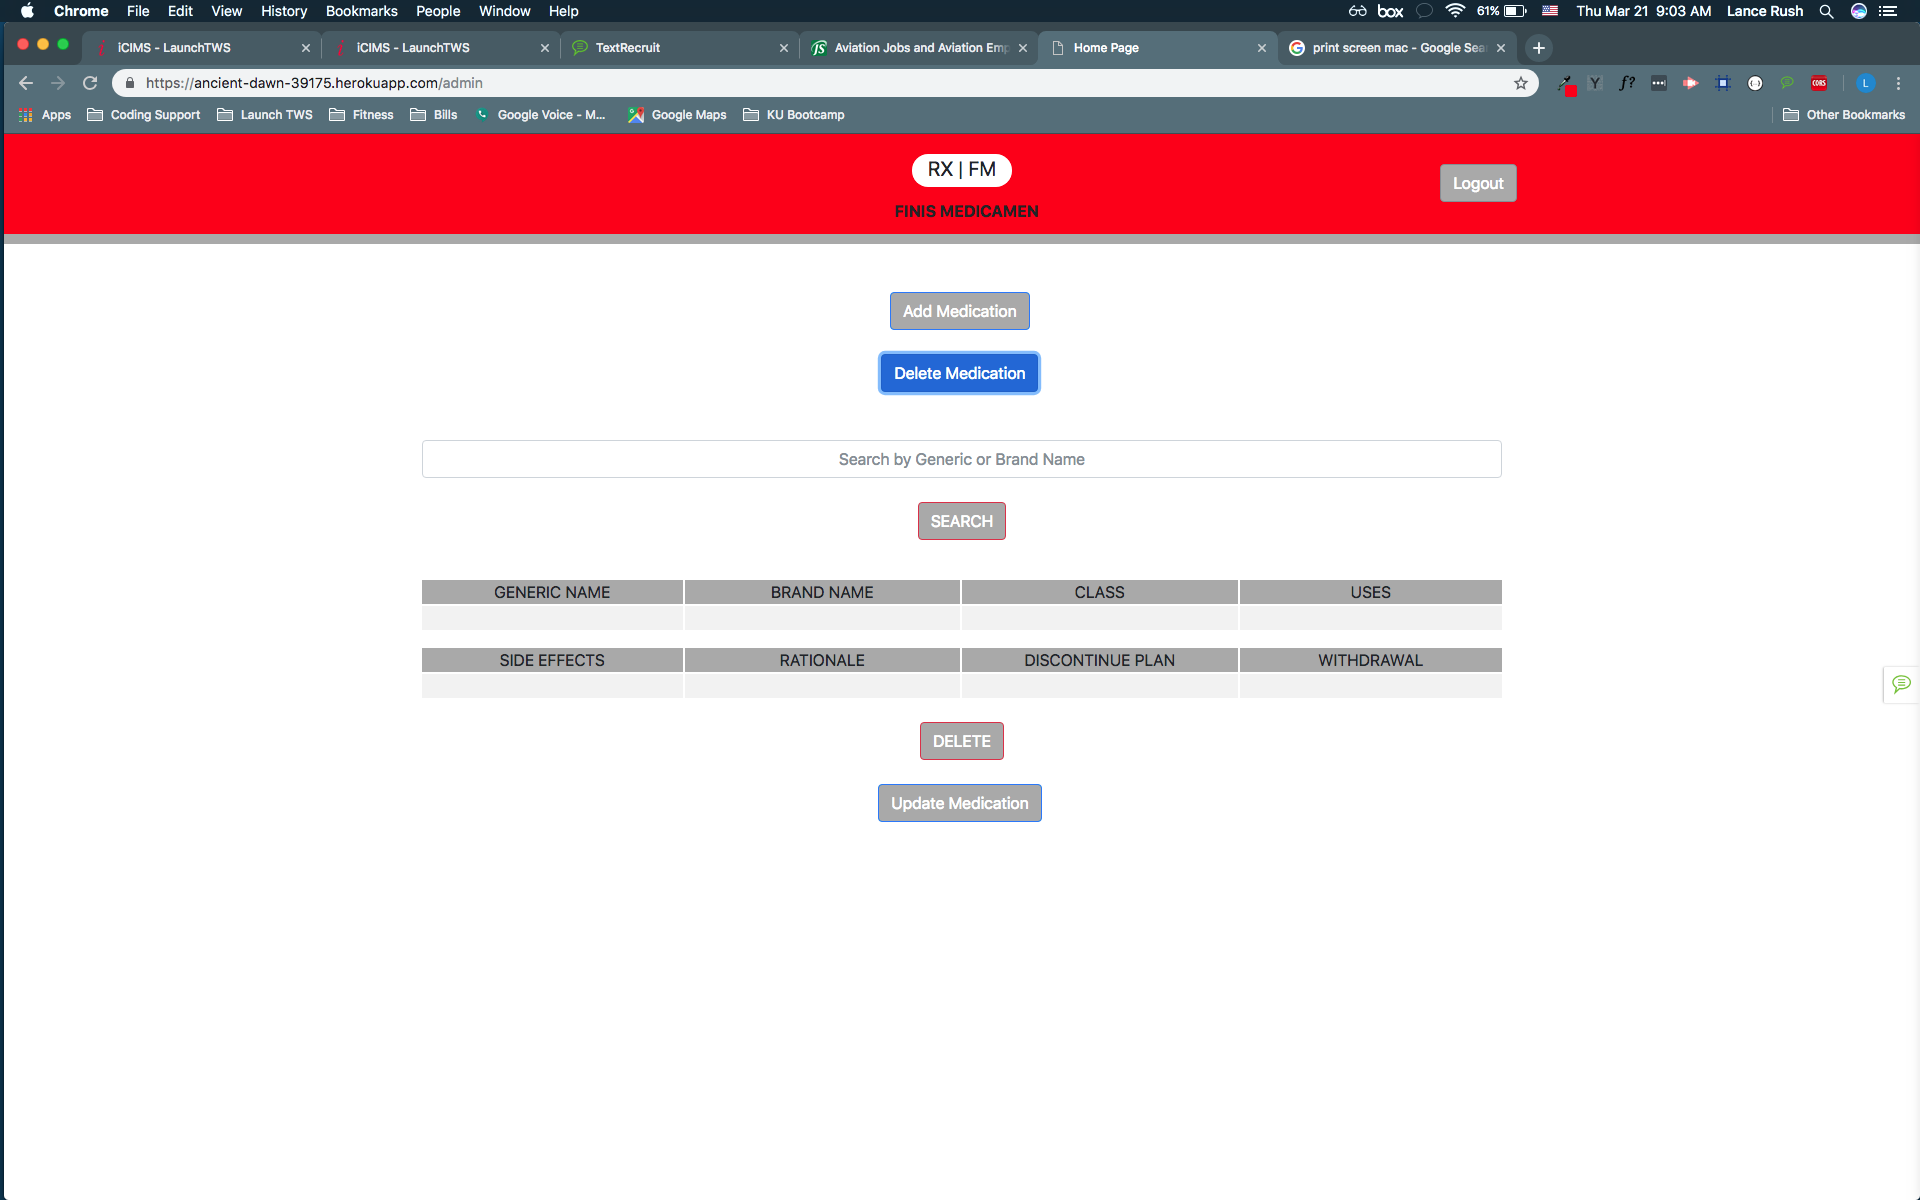 Chrome File Edit View History Bookmarks People Window Help box 61% Thu Mar 21 9:03 AM Lance Rush
iCIMS - LaunchTWS iCIMS - LaunchTWS TextRecruit Aviation Jobs and Aviation Emp Home Page print screen mac - Google Sea
https://ancient-dawn-39175.herokuapp.com/admin Y f? CORS L
Apps Coding Support Launch TWS Fitness Bills Google Voice - M... Google Maps KU Bootcamp Other Bookmarks
RX | FM
Logout
FINIS MEDICAMEN
Add Medication
Delete Medication
Search by Generic or Brand Name
SEARCH
GENERIC NAME BRAND NAME CLASS USES
SIDE EFFECTS RATIONALE DISCONTINUE PLAN WITHDRAWAL
DELETE
Update Medication